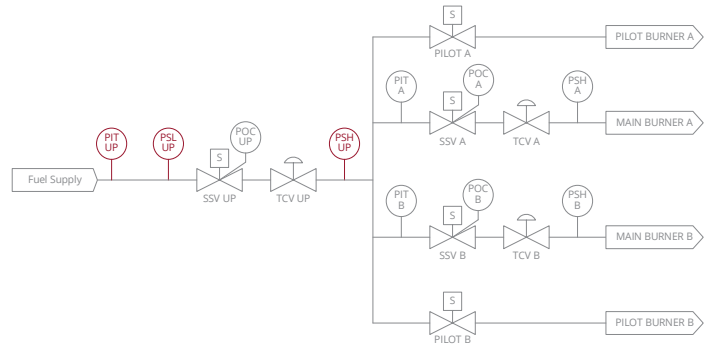 S
PILOT BURNER A
PILOT A
PIT
A
POC
A
PSH
A
S
MAIN BURNER A
SSV A
TCV A
PIT
UP
PSL
UP
POC
UP
PSH
UP
S
Fuel Supply
SSV UP
TCV UP
PIT
B
POC
B
PSH
B
S
MAIN BURNER B
SSV B
TCV B
S
PILOT BURNER B
PILOT B